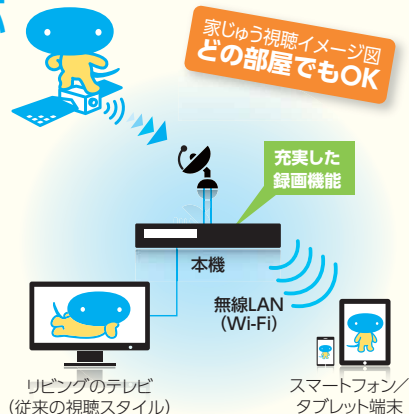 家じゅう視聴イメージ図
どの部屋でもOK
充実した
録画機能
本機
無線LAN
(Wi-Fi)
リビングのテレビ
(従来の視聴スタイル)
スマートフォン／
タブレット端末